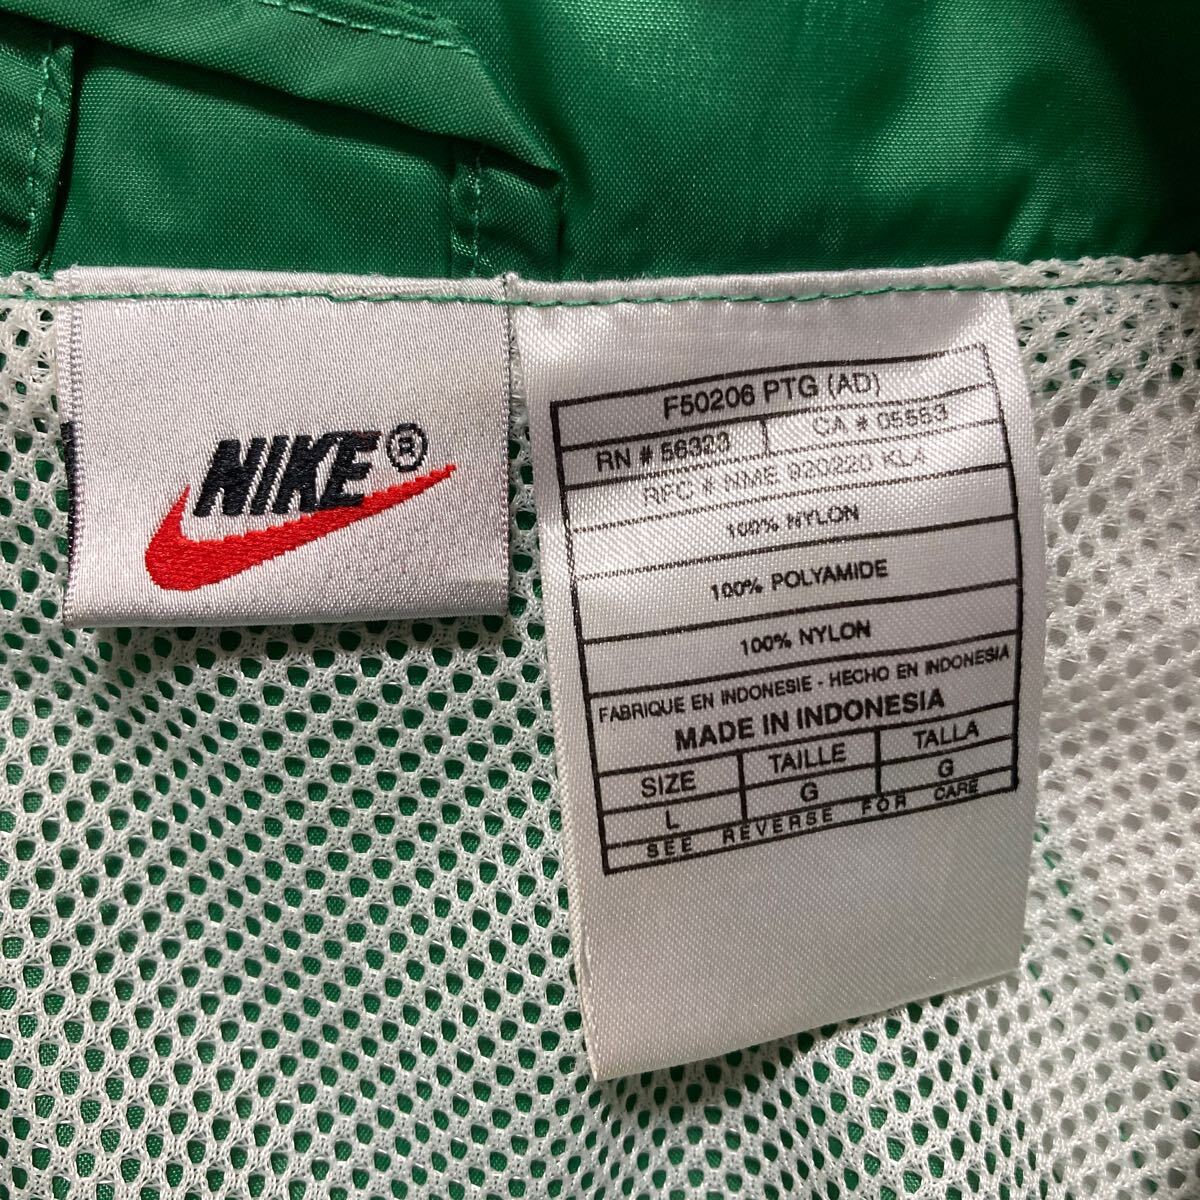 NIKE®
F50206 PTG (AD)
RN # 56323 CA # 05553
RFC # NME 920220 KL4
100% NYLON
100% POLYAMIDE
100% NYLON
FABRIQUE EN INDONESIE - HECHO EN INDONESIA
MADE IN INDONESIA
SIZE TAILLE TALLA
L G G
SEE REVERSE FOR CARE